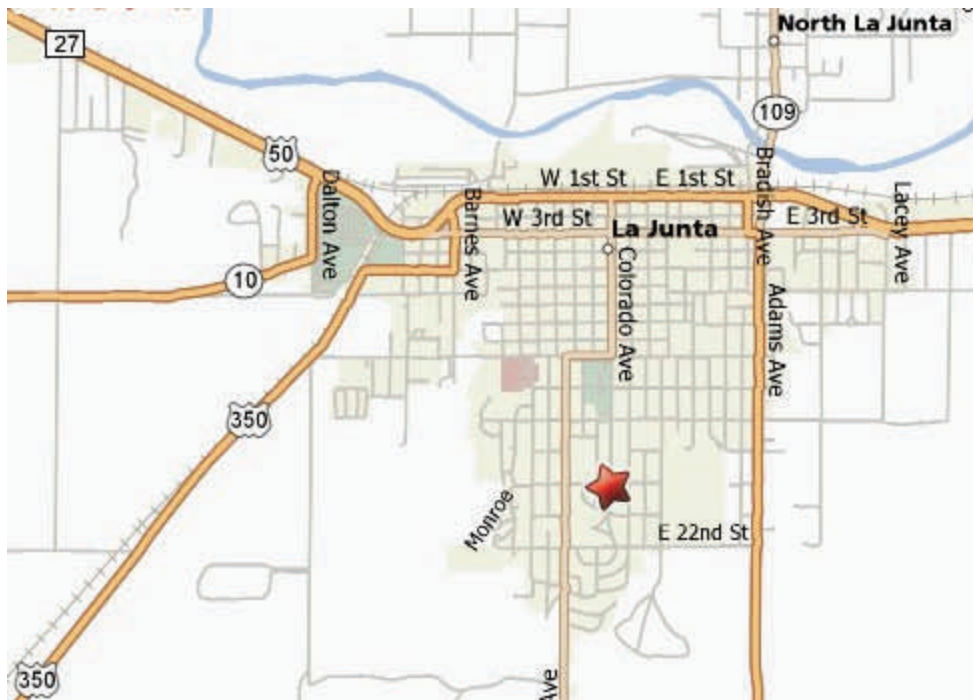 North La Junta
27
109
50
W 1st St
E 1st St
Bradish Ave
Lacey Ave
Dalton Ave
Barnes Ave
W 3rd St
E 3rd St
La Junta
10
Colorado Ave
Adams Ave
350
Monroe
E 22nd St
350
Ave